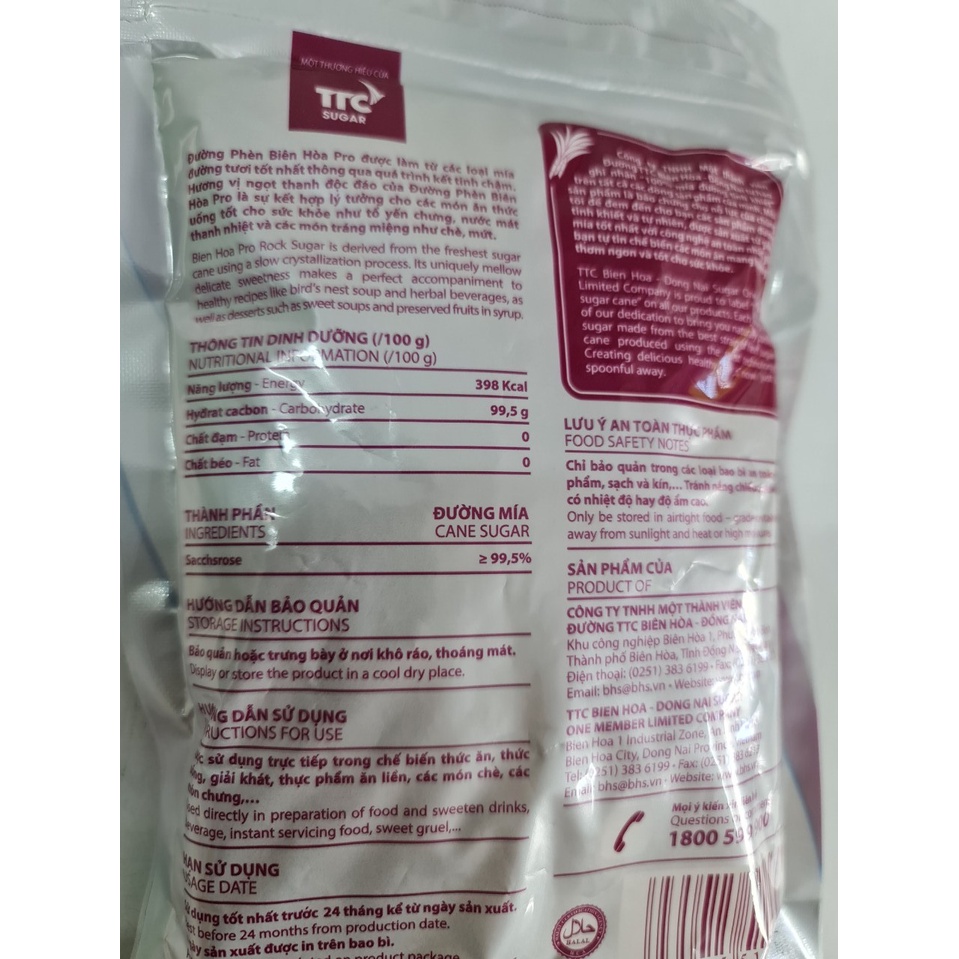 MỘT THƯƠNG HIỆU CỦA
TTC
SUGAR
Đường Phèn Biên Hòa Pro được làm từ các loại mía
đường tươi tốt nhất thông qua quá trình kết tinh chậm.
Hương vị ngọt thanh độc đáo của Đường Phèn Biên
Hòa Pro là sự kết hợp lý tưởng cho các món ăn thức
uống tốt cho sức khỏe như tổ yến chưng, nước mát
thanh nhiệt và các món tráng miệng như chè, mứt.
Bien Hoa Pro Rock Sugar is derived from the freshest sugar
cane using a slow crystallization process. Its uniquely mellow
delicate sweetness makes a perfect accompaniment to
healthy recipes like bird's nest soup and herbal beverages, as
well as desserts such as sweet soups and preserved fruits in syrup.
THÔNG TIN DINH DƯỠNG (/100 g)
NUTRITIONAL INFORMATION (/100 g)
Năng lượng - Energy 398 Kcal
Hyđrat cacbon - Carbohydrate 99,5 g
Chất đạm - Protein 0
Chất béo - Fat 0
THÀNH PHẦN ĐƯỜNG MÍA
INGREDIENTS CANE SUGAR
Sacchsrose ≥ 99,5%
HƯỚNG DẪN BẢO QUẢN
STORAGE INSTRUCTIONS
Bảo quản hoặc trưng bày ở nơi khô ráo, thoáng mát.
Display or store the product in a cool dry place.
DẪN SỬ DỤNG
FOR USE
sử dụng trực tiếp trong chế biến thức ăn, thức
giải khát, thực phẩm ăn liền, các món chè, các
chưng,...
directly in preparation of food and sweeten drinks,
instant servicing food, sweet gruel,...
SỬ DỤNG
DATE
dụng tốt nhất trước 24 tháng kể từ ngày sản xuất.
before 24 months from production date.
sản xuất được in trên bao bì.
on product package
TTC Bien Hoa - Dong Nai Sugar One
Limited Company is proud to label
sugar cane" on all our products. Each
of our dedication to bring you
sugar made from the best
cane produced using the
Creating delicious
spoonful away.
LƯU Ý AN TOÀN THỰC PHẨM
FOOD SAFETY NOTES
Chỉ bảo quản trong các loại bao bì an
phẩm, sạch và kín,... Tránh nắng
có nhiệt độ hay độ ẩm cao.
Only be stored in airtight food –
away from sunlight and heat or high
SẢN PHẨM CỦA
PRODUCT OF
CÔNG TY TNHH MỘT THÀNH VIÊN
ĐƯỜNG TTC BIÊN HÒA - ĐỒNG
Khu công nghiệp Biên Hòa 1,
Thành phố Biên Hòa, Tỉnh Đồng
Điện thoại: (0251) 383 6199 - Fax:
Email: bhs@bhs.vn - Website:
TTC BIEN HOA - DONG NAI
ONE MEMBER LIMITED
Bien Hoa 1 Industrial Zone,
Bien Hoa City, Dong Nai
Tel: (0251) 383 6199 - Fax:
Email: bhs@bhs.vn - Website:
Mọi ý kiến
Questions
1800
HALAL